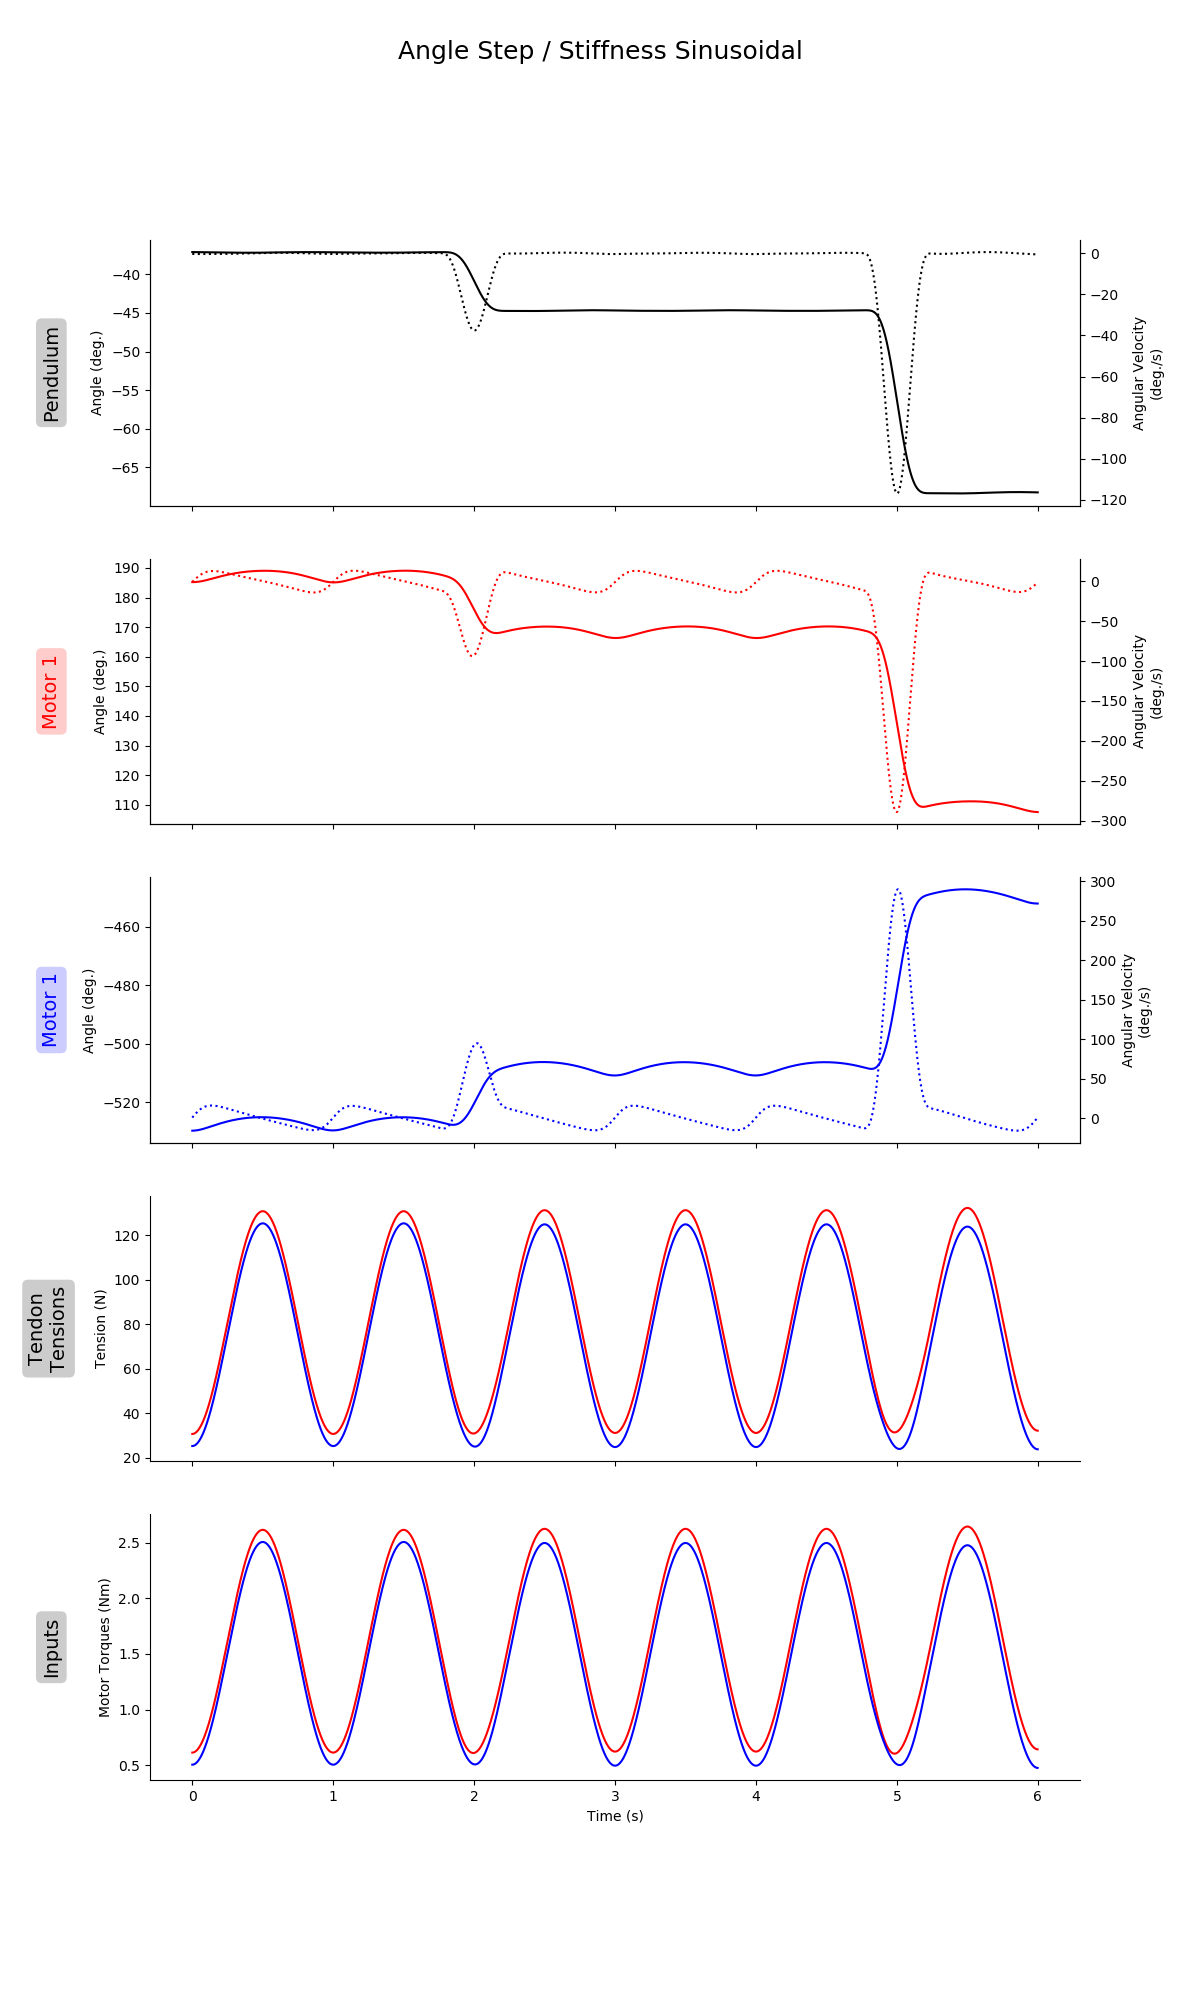 Angle Step / Stiffness Sinusoidal
Pendulum
Angle (deg.)
−40
−45
−50
−55
−60
−65
0
−20
−40
−60
−80
−100
−120
Angular Velocity
(deg./s)
Motor 1
Angle (deg.)
190
180
170
160
150
140
130
120
110
0
−50
−100
−150
−200
−250
−300
Angular Velocity
(deg./s)
Motor 1
Angle (deg.)
−460
−480
−500
−520
300
250
200
150
100
50
0
Angular Velocity
(deg./s)
Tendon
Tensions
Tension (N)
120
100
80
60
40
20
Inputs
Motor Torques (Nm)
2.5
2.0
1.5
1.0
0.5
0 1 2 3 4 5 6
Time (s)